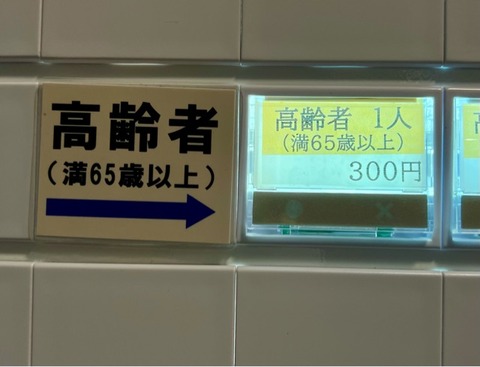 高齢者
(満65歳以上)
高齢者 1人
(満65歳以上)
300円